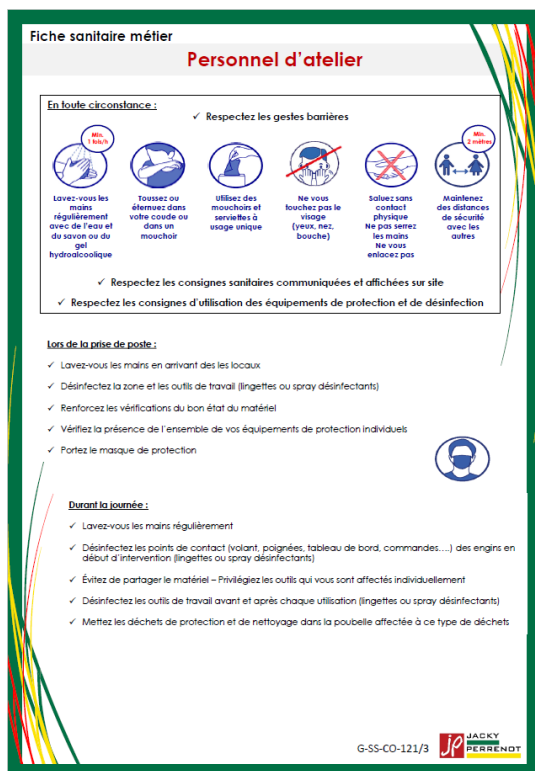 Fiche sanitaire métier
Personnel d'atelier
En toute circonstance :
✓ Respectez les gestes barrières
Min.
1 fois/h
Min.
2 mètres
Lavez-vous les
mains
régulièrement
avec de l'eau et
du savon ou du
gel
hydroalcoolique
Toussez ou
éternuez dans
votre coude ou
dans un
mouchoir
Utilisez des
mouchoirs et
serviettes à
usage unique
Ne vous
touchez pas le
visage
(yeux, nez,
bouche)
Saluez sans
contact
physique
Ne pas serrez
les mains
Ne vous
enlacez pas
Maintenez
des distances
de sécurité
avec les
autres
✓ Respectez les consignes sanitaires communiquées et affichées sur site
✓ Respectez les consignes d'utilisation des équipements de protection et de désinfection
Lors de la prise de poste :
✓ Lavez-vous les mains en arrivant des les locaux
✓ Désinfectez la zone et les outils de travail (lingettes ou spray désinfectants)
✓ Renforcez les vérifications du bon état du matériel
✓ Vérifiez la présence de l'ensemble de vos équipements de protection individuels
✓ Portez le masque de protection
Durant la journée :
✓ Lavez-vous les mains régulièrement
✓ Désinfectez les points de contact (volant, poignées, tableau de bord, commandes….) des engins en
début d'intervention (lingettes ou spray désinfectants)
✓ Évitez de partager le matériel – Privilégiez les outils qui vous sont affectés individuellement
✓ Désinfectez les outils de travail avant et après chaque utilisation (lingettes ou spray désinfectants)
✓ Mettez les déchets de protection et de nettoyage dans la poubelle affectée à ce type de déchets
G-SS-CO-121/3
jp JACKY
PERRENOT